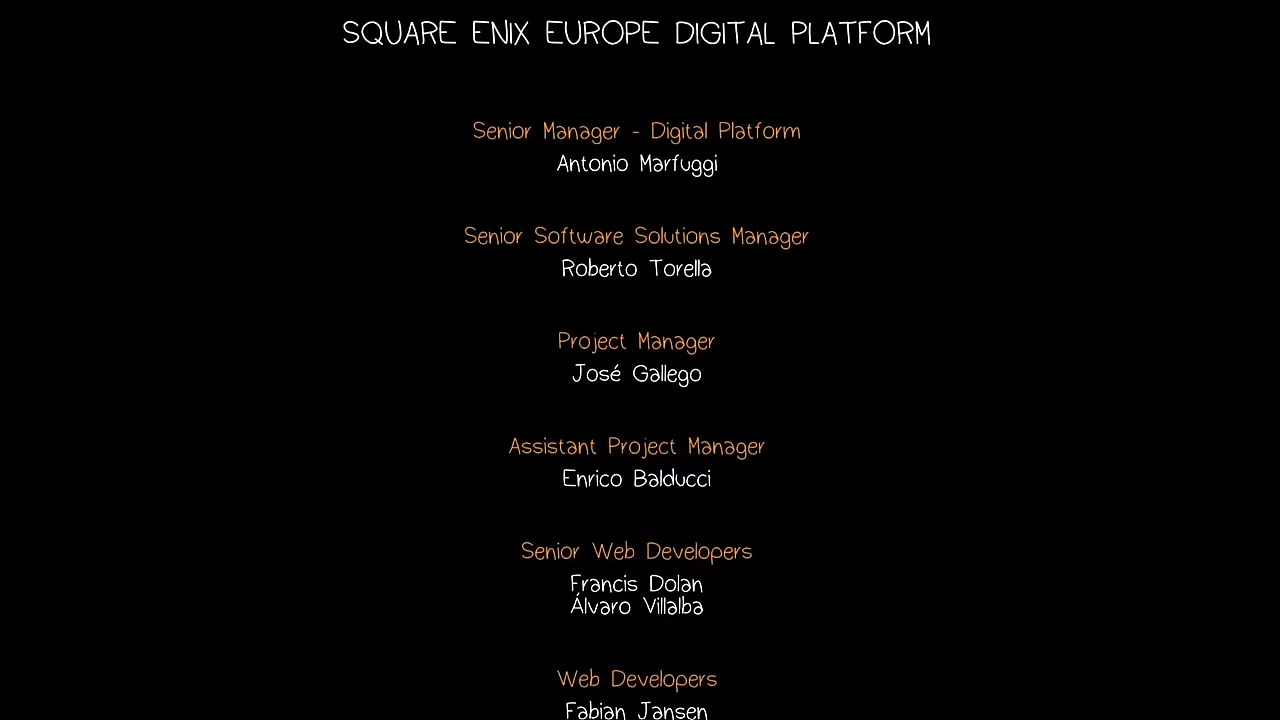 SQUARE ENIX EUROPE DIGITAL PLATFORM
Senior Manager - Digital Platform
Antonio Marfuggi
Senior Software Solutions Manager
Roberto Torella
Project Manager
José Gallego
Assistant Project Manager
Enrico Balducci
Senior Web Developers
Francis Dolan
Álvaro Villalba
Web Developers
Fabian Jansen